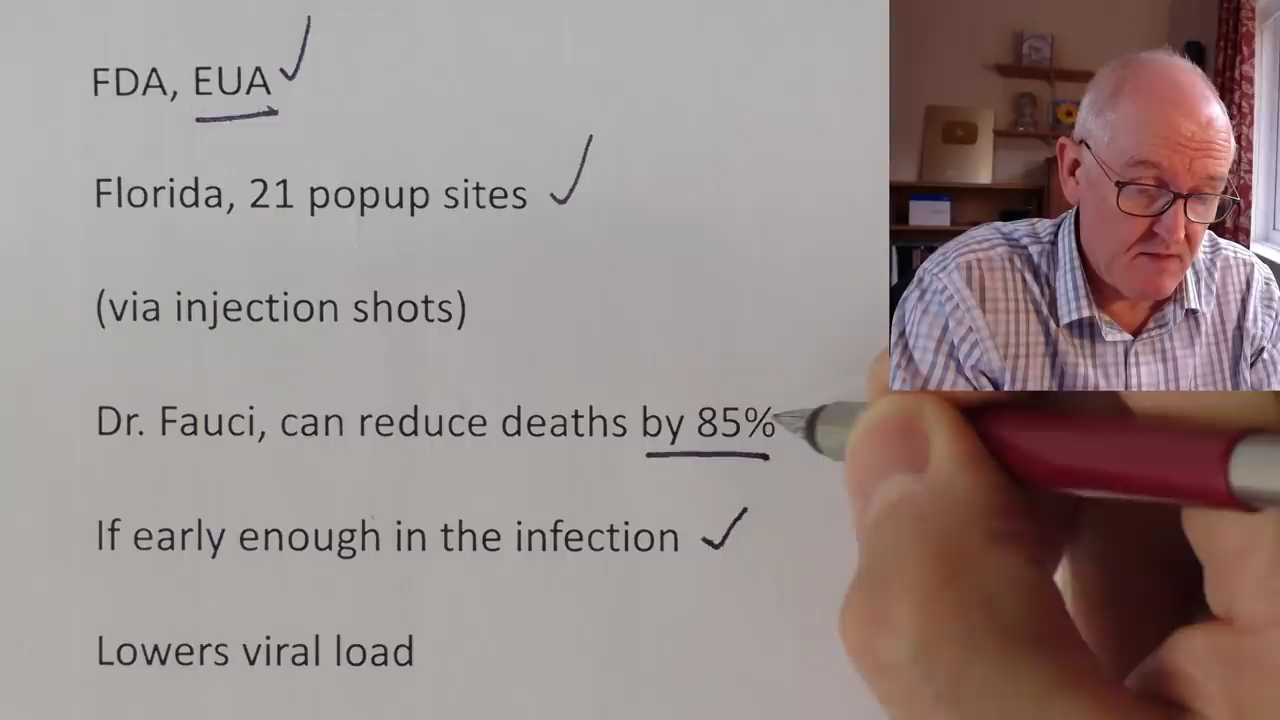 FDA, EUA
Florida, 21 popup sites
(via injection shots)
Dr. Fauci, can reduce deaths by 85%
If early enough in the infection
Lowers viral load